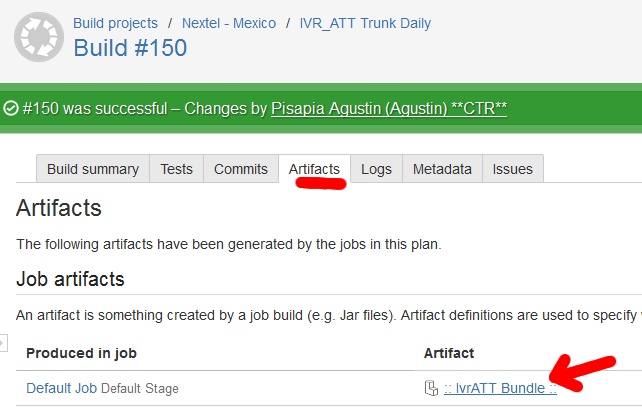 Build projects / Nextel - Mexico / IVR_ATT Trunk Daily
Build #150
#150 was successful – Changes by Pisapia Agustin (Agustin) **CTR**
Build summary Tests Commits Artifacts Logs Metadata Issues
Artifacts
The following artifacts have been generated by the jobs in this plan.
Job artifacts
An artifact is something created by a job build (e.g. Jar files). Artifact definitions are used to specify
Produced in job Artifact
Default Job Default Stage :: IvrATT Bundle ::